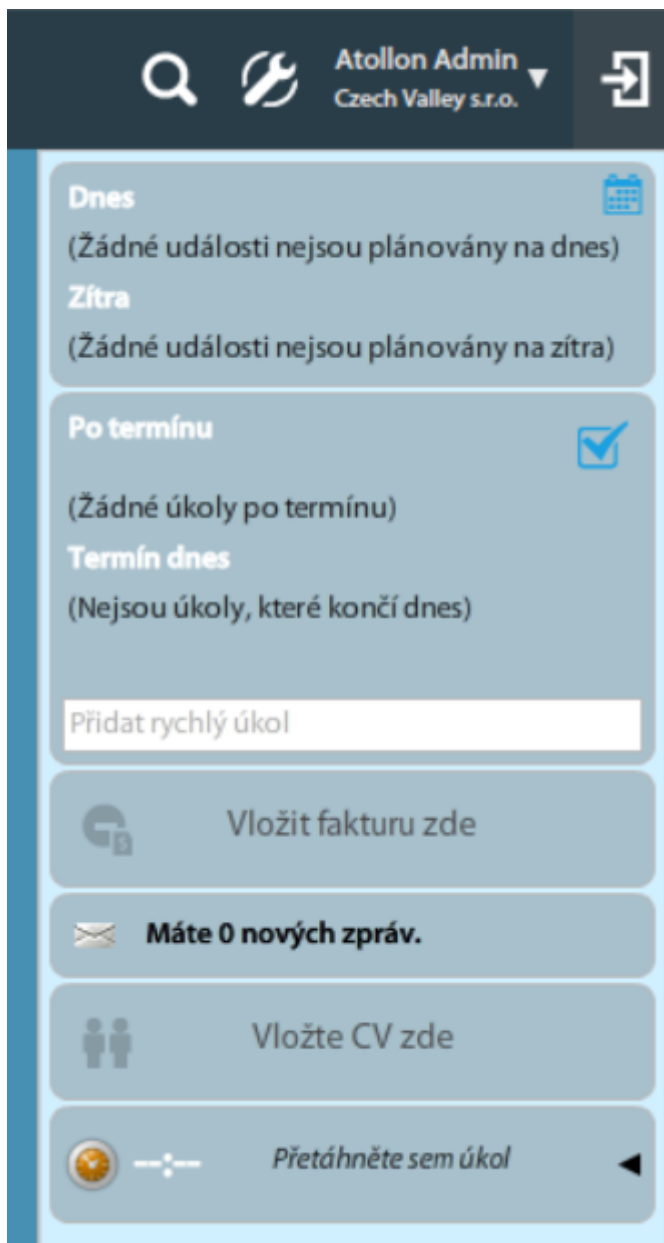 Atollon Admin
Czech Valley s.r.o.
Dnes
(Žádné události nejsou plánovány na dnes)
Zítra
(Žádné události nejsou plánovány na zítra)
Po termínu
(Žádné úkoly po termínu)
Termín dnes
(Nejsou úkoly, které končí dnes)
Přidat rychlý úkol
Vložit fakturu zde
Máte 0 nových zpráv.
Vložte CV zde
--:-- Přetáhněte sem úkol